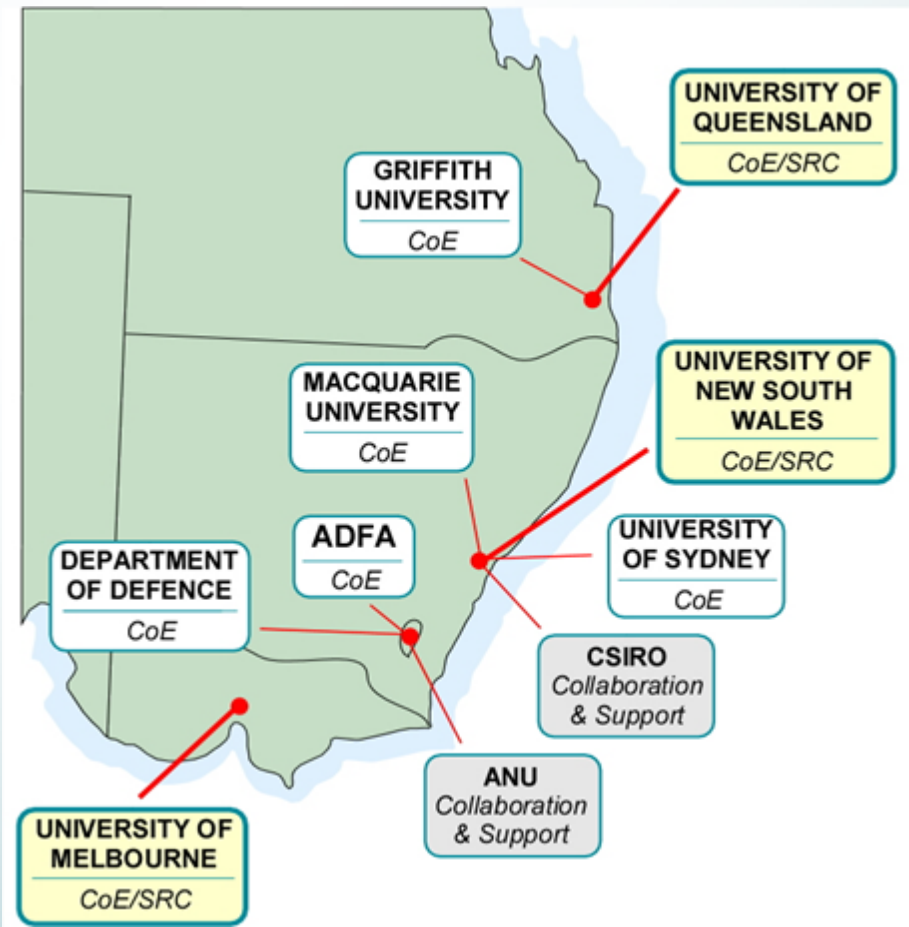 UNIVERSITY OF
QUEENSLAND
CoE/SRC
GRIFFITH
UNIVERSITY
CoE
UNIVERSITY OF
NEW SOUTH
WALES
CoE/SRC
MACQUARIE
UNIVERSITY
CoE
ADFA
CoE
UNIVERSITY
OF SYDNEY
CoE
DEPARTMENT
OF DEFENCE
CoE
CSIRO
Collaboration
& Support
ANU
Collaboration
& Support
UNIVERSITY OF
MELBOURNE
CoE/SRC